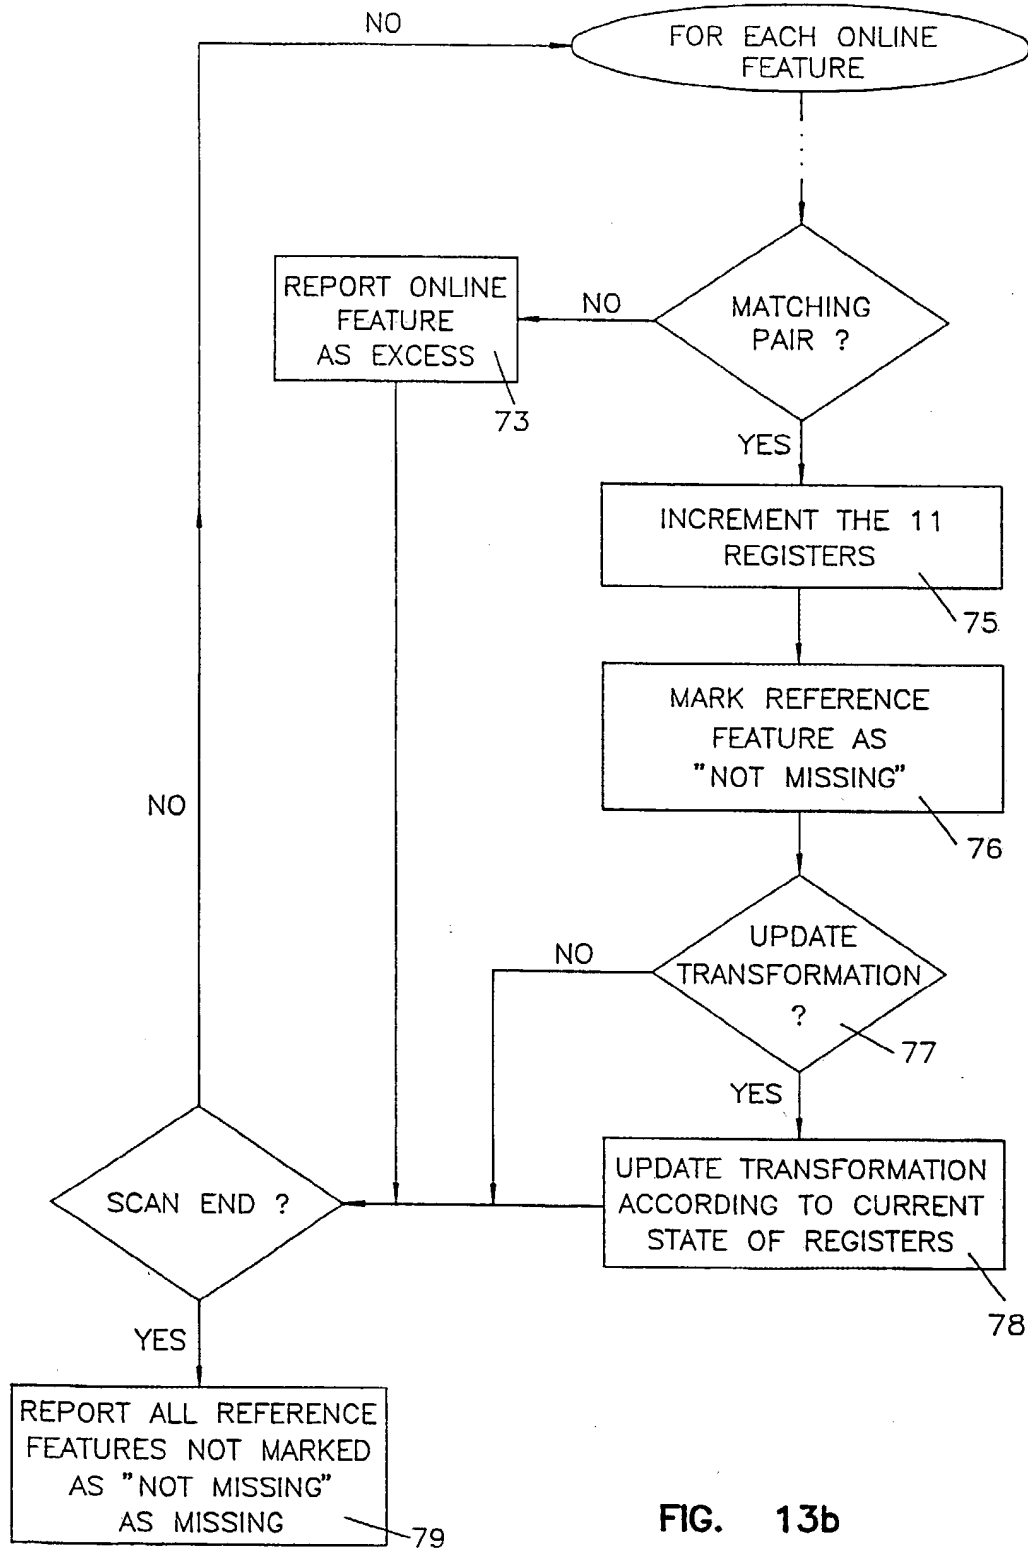 NO
FOR EACH ONLINE
FEATURE
REPORT ONLINE
FEATURE
AS EXCESS
73
NO
MATCHING
PAIR ?
YES
INCREMENT THE 11
REGISTERS
75
MARK REFERENCE
FEATURE AS
"NOT MISSING"
76
NO
NO
UPDATE
TRANSFORMATION
?
77
YES
SCAN END ?
UPDATE TRANSFORMATION
ACCORDING TO CURRENT
STATE OF REGISTERS
78
YES
REPORT ALL REFERENCE
FEATURES NOT MARKED
AS "NOT MISSING"
AS MISSING
79
FIG. 13b